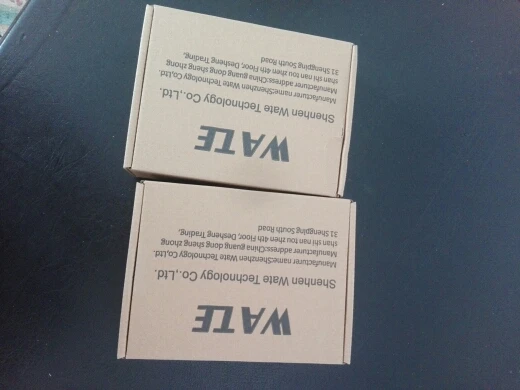 WATE
Shenhen Wate Technology Co.,Ltd.
Manufacturer name:Shenzhen Wate Technology Co,Ltd.
Manufacturer address:China guang dong sheng zhong
shan shi nan tou zhen 4th Floor, Desheng Trading,
31 Shengping South Road
WATE
Shenhen Wate Technology Co.,Ltd.
Manufacturer name:Shenzhen Wate Technology Co,Ltd.
Manufacturer address:China guang dong sheng zhong
shan shi nan tou zhen 4th Floor, Desheng Trading,
31 Shengping South Road